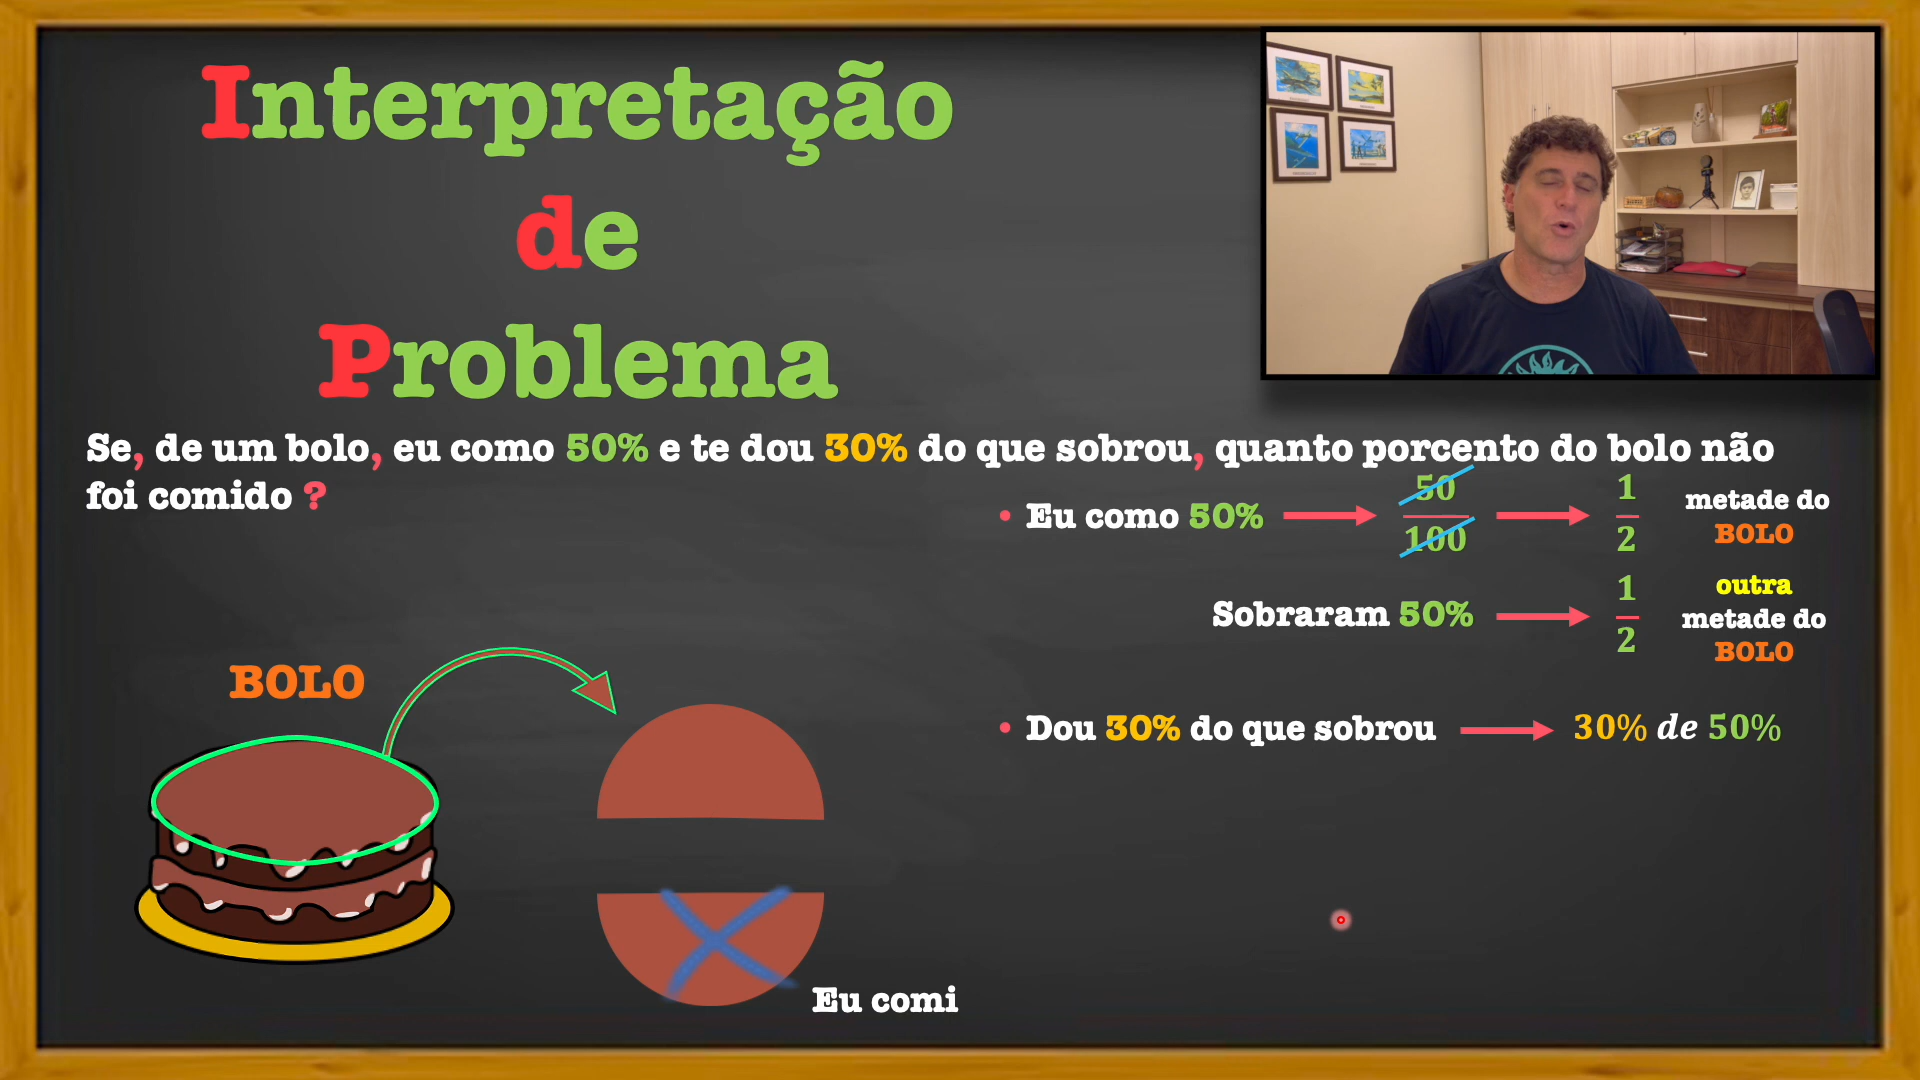 Interpretação
de
Problema
Se, de um bolo, eu como 50% e te dou 30% do que sobrou, quanto porcento do bolo não
foi comido ?
• Eu como 50% → 50/100 → 1/2 metade do
BOLO
Sobraram 50% → 1/2 outra
metade do
BOLO
• Dou 30% do que sobrou → 30% de 50%
BOLO
Eu comi